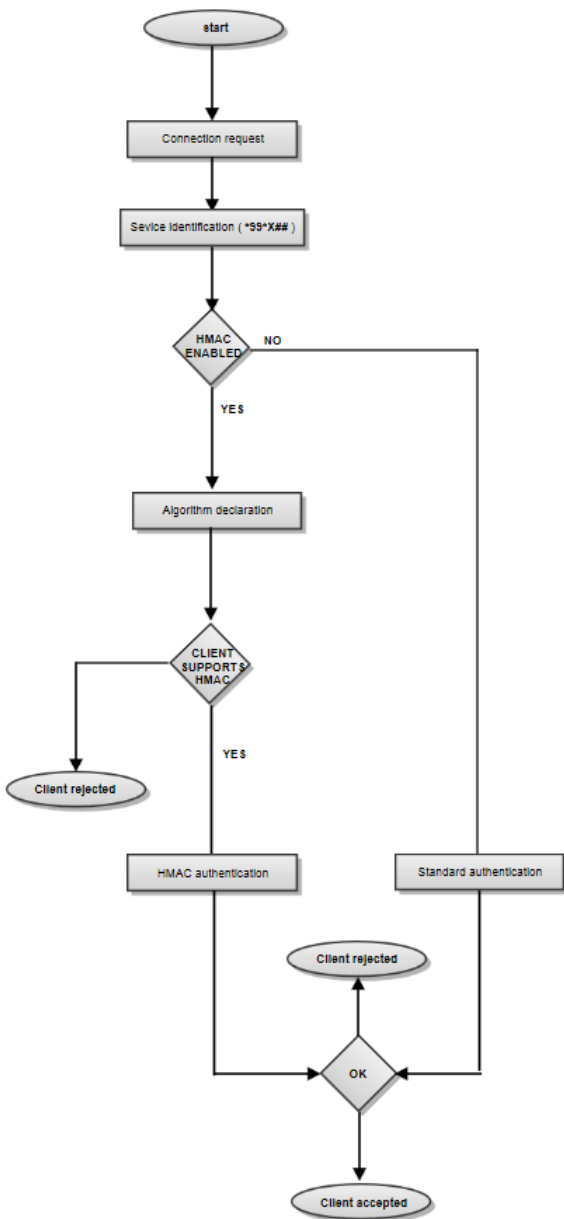 start
Connection request
Sevice Identification ( *99*X## )
HMAC
ENABLED
NO
YES
Algorithm declaration
CLIENT
SUPPORTS
HMAC
YES
Client rejected
HMAC authentication
Standard authentication
Client rejected
OK
Client accepted